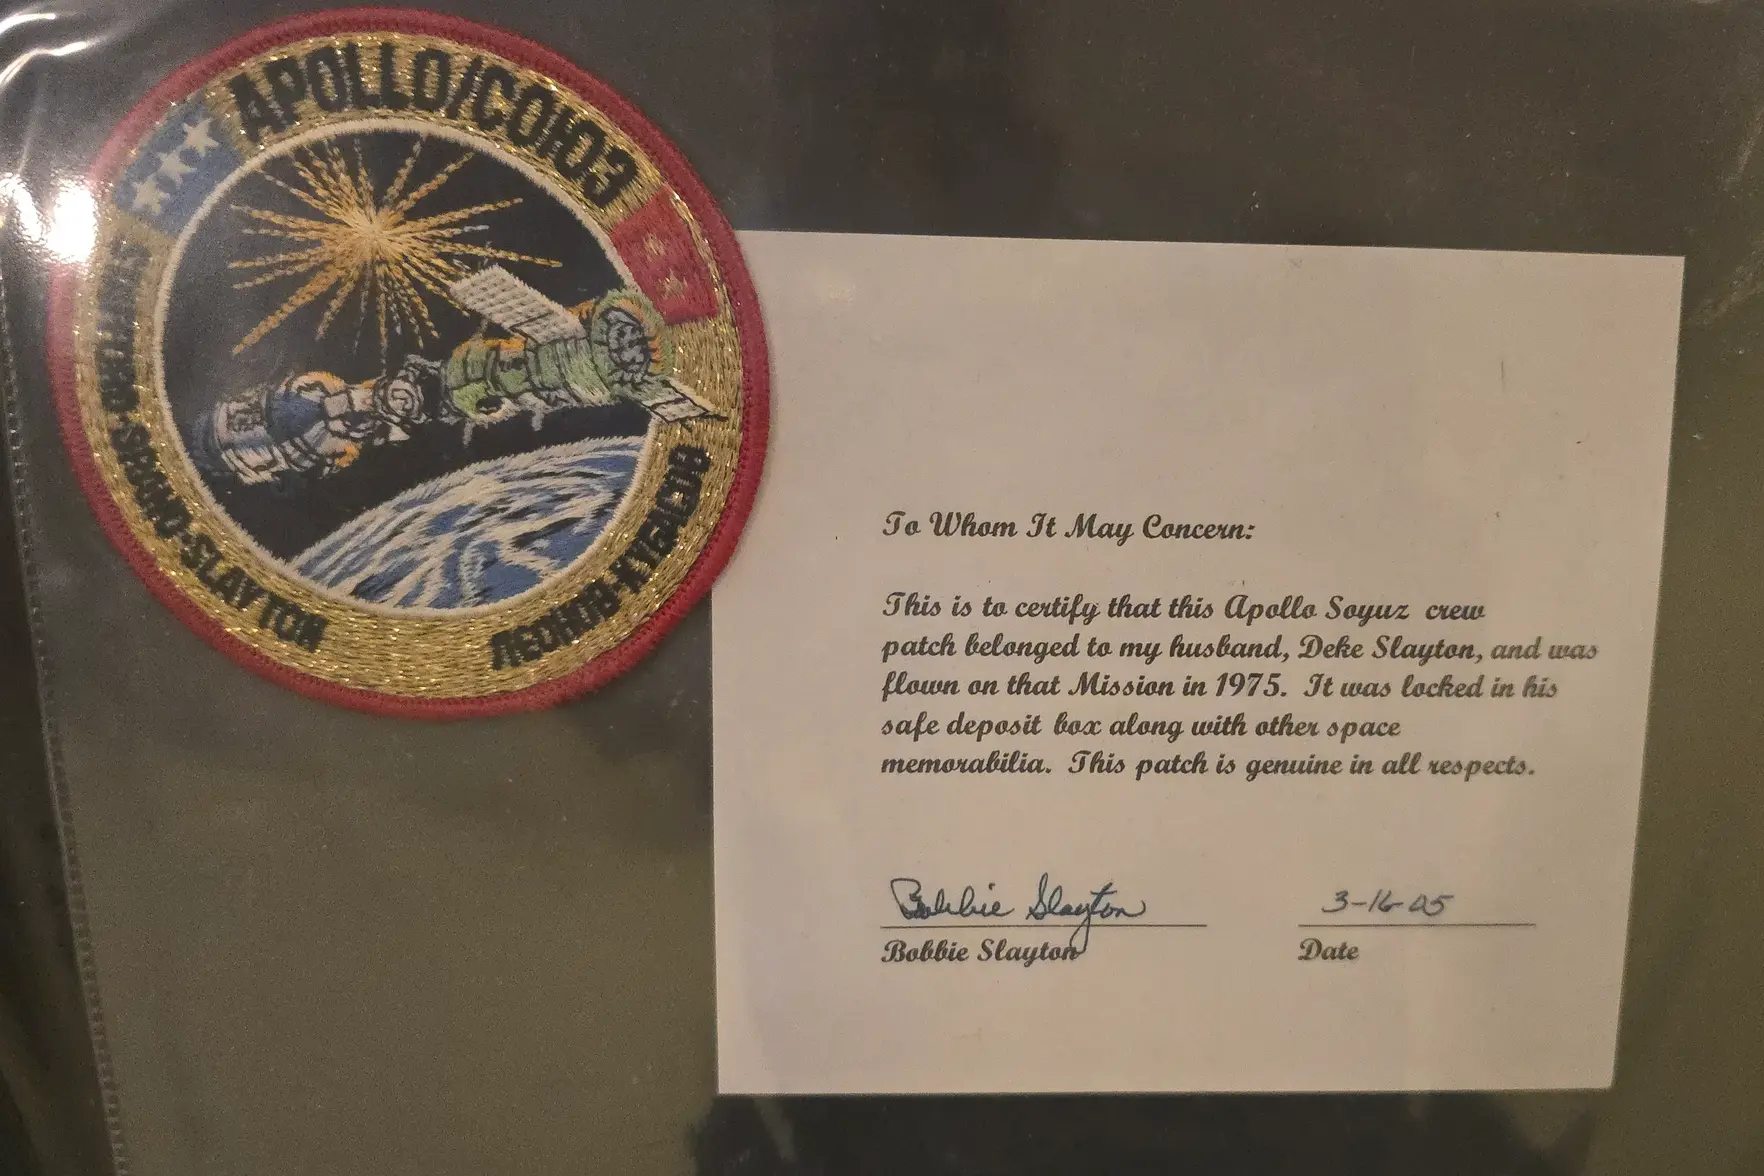 APOLLO/СОЮЗ
STAFFORD·BRAND·SLAYTON
ЛЕОНОВ·КУБАСОВ
To Whom It May Concern:
This is to certify that this Apollo Soyuz crew
patch belonged to my husband, Deke Slayton, and was
flown on that Mission in 1975. It was locked in his
safe deposit box along with other space
memorabilia. This patch is genuine in all respects.
Bobbie Slayton 3-16-05
Bobbie Slayton Date